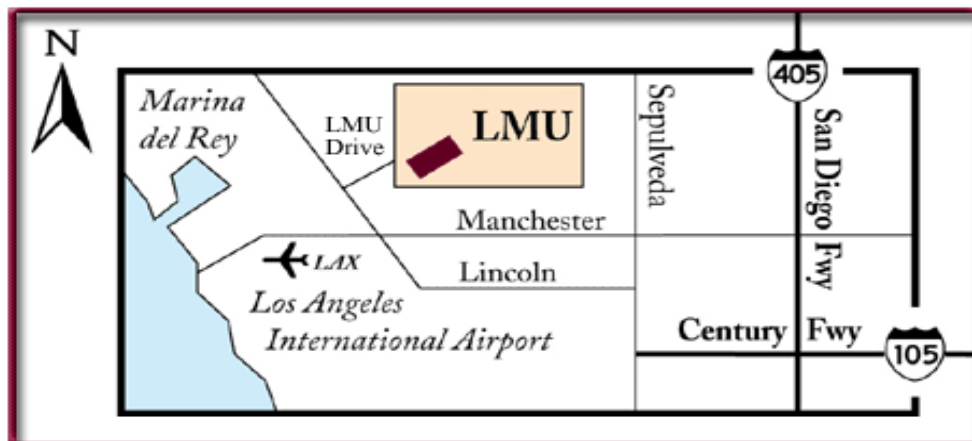 N
405
Marina
del Rey
LMU
Drive
LMU
Sepulveda
San Diego Fwy
Manchester
LAX
Lincoln
Los Angeles
International Airport
Century Fwy
105